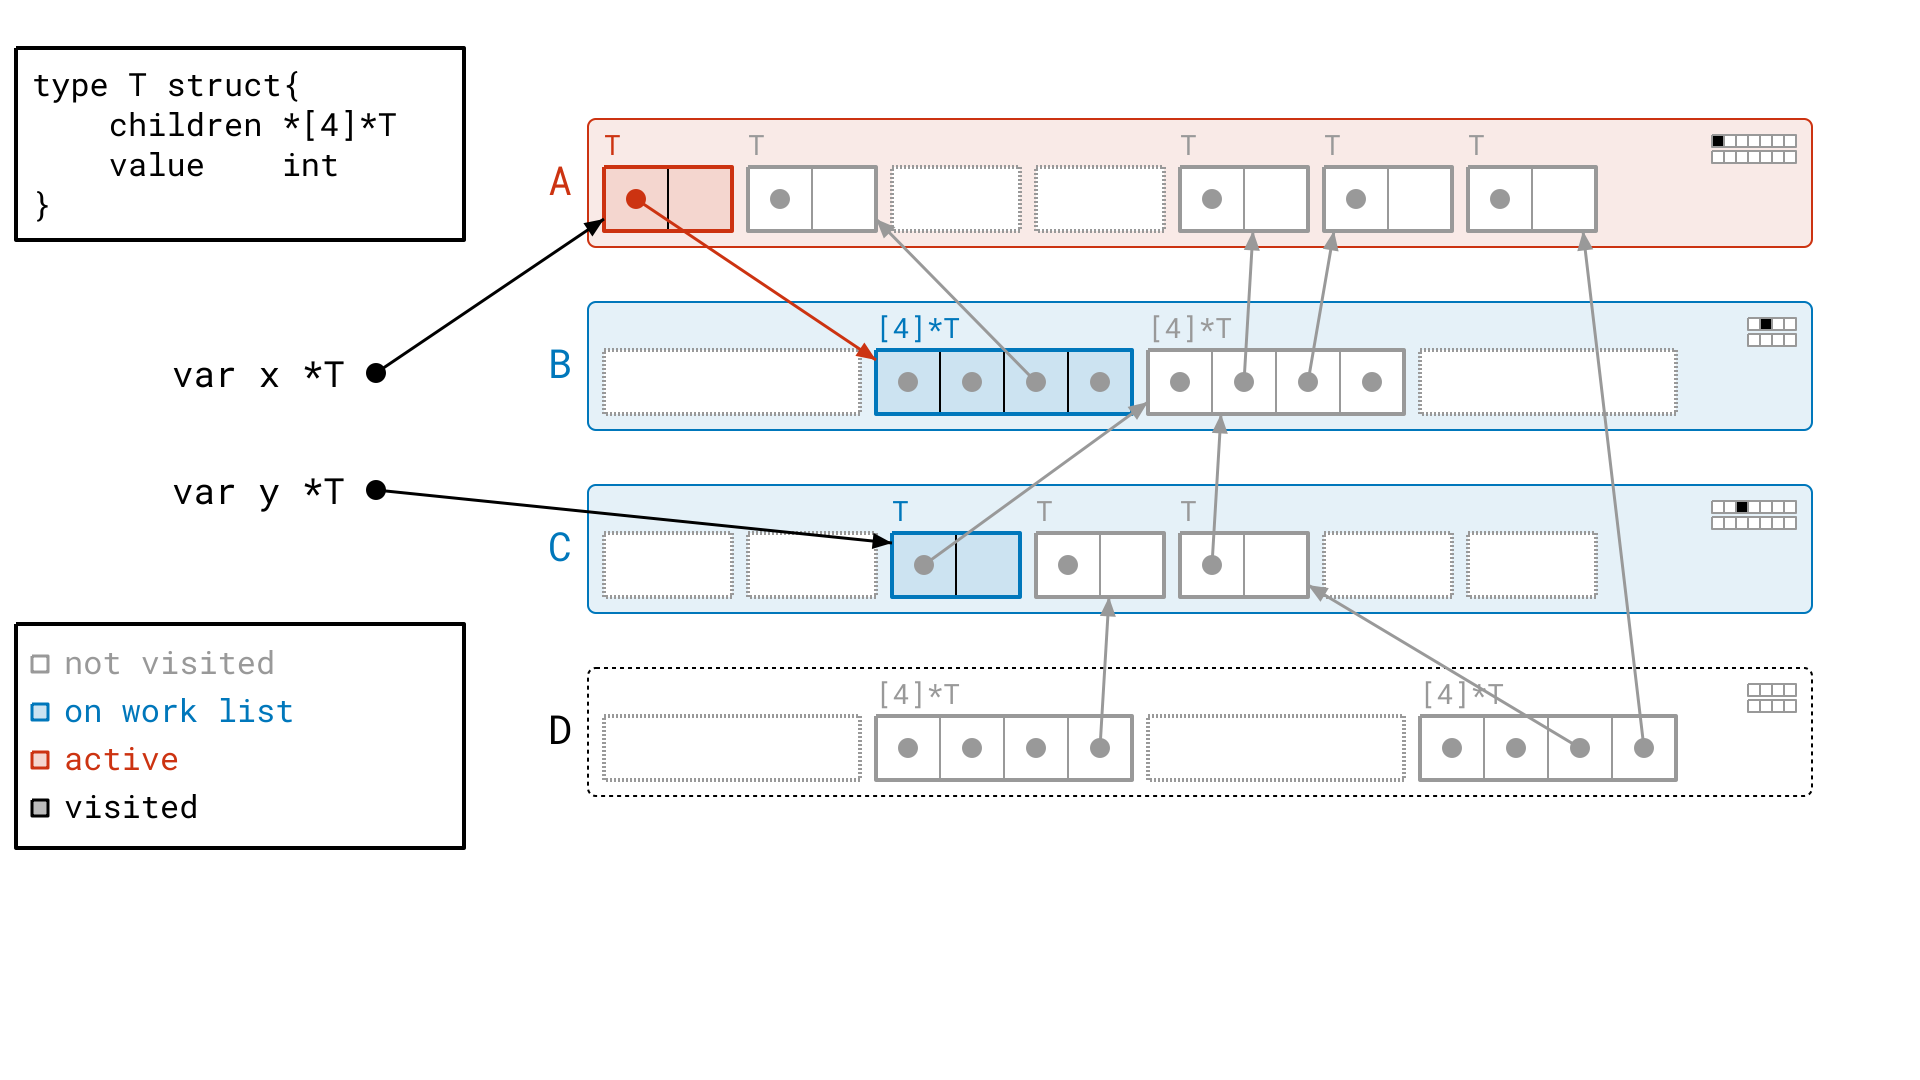 type T struct{
    children *[4]*T
    value    int
}
T T T T T
A
var x *T
[4]*T [4]*T
B
var y *T
T T T
C
[4]*T [4]*T
D
not visited
on work list
active
visited